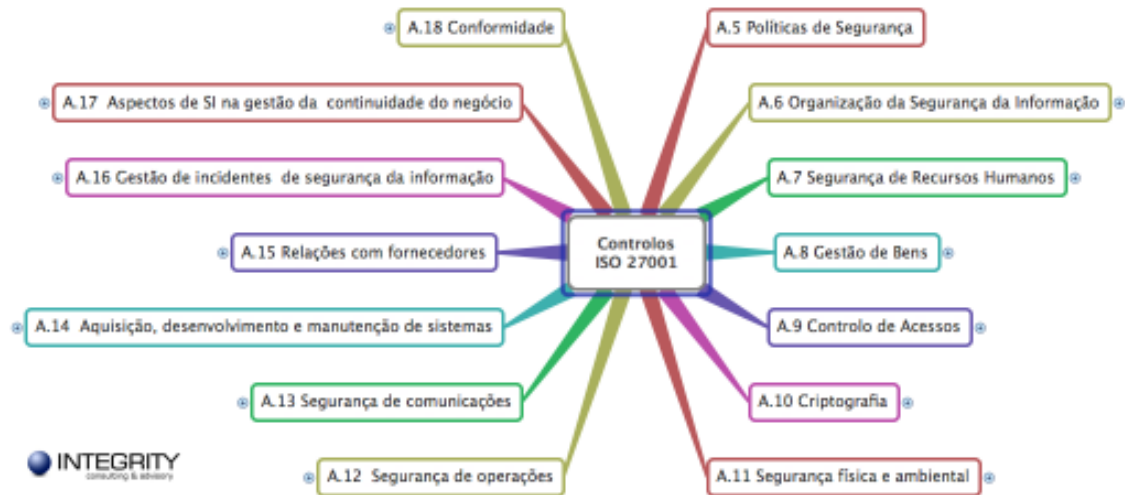 A.18 Conformidade
A.5 Políticas de Segurança
A.17 Aspectos de SI na gestão da continuidade do negócio
A.6 Organização da Segurança da Informação
A.16 Gestão de incidentes de segurança da informação
A.7 Segurança de Recursos Humanos
Controlos
ISO 27001
A.15 Relações com fornecedores
A.8 Gestão de Bens
A.14 Aquisição, desenvolvimento e manutenção de sistemas
A.9 Controlo de Acessos
A.13 Segurança de comunicações
A.10 Criptografia
A.12 Segurança de operações
A.11 Segurança física e ambiental
INTEGRITY
consulting & advisory